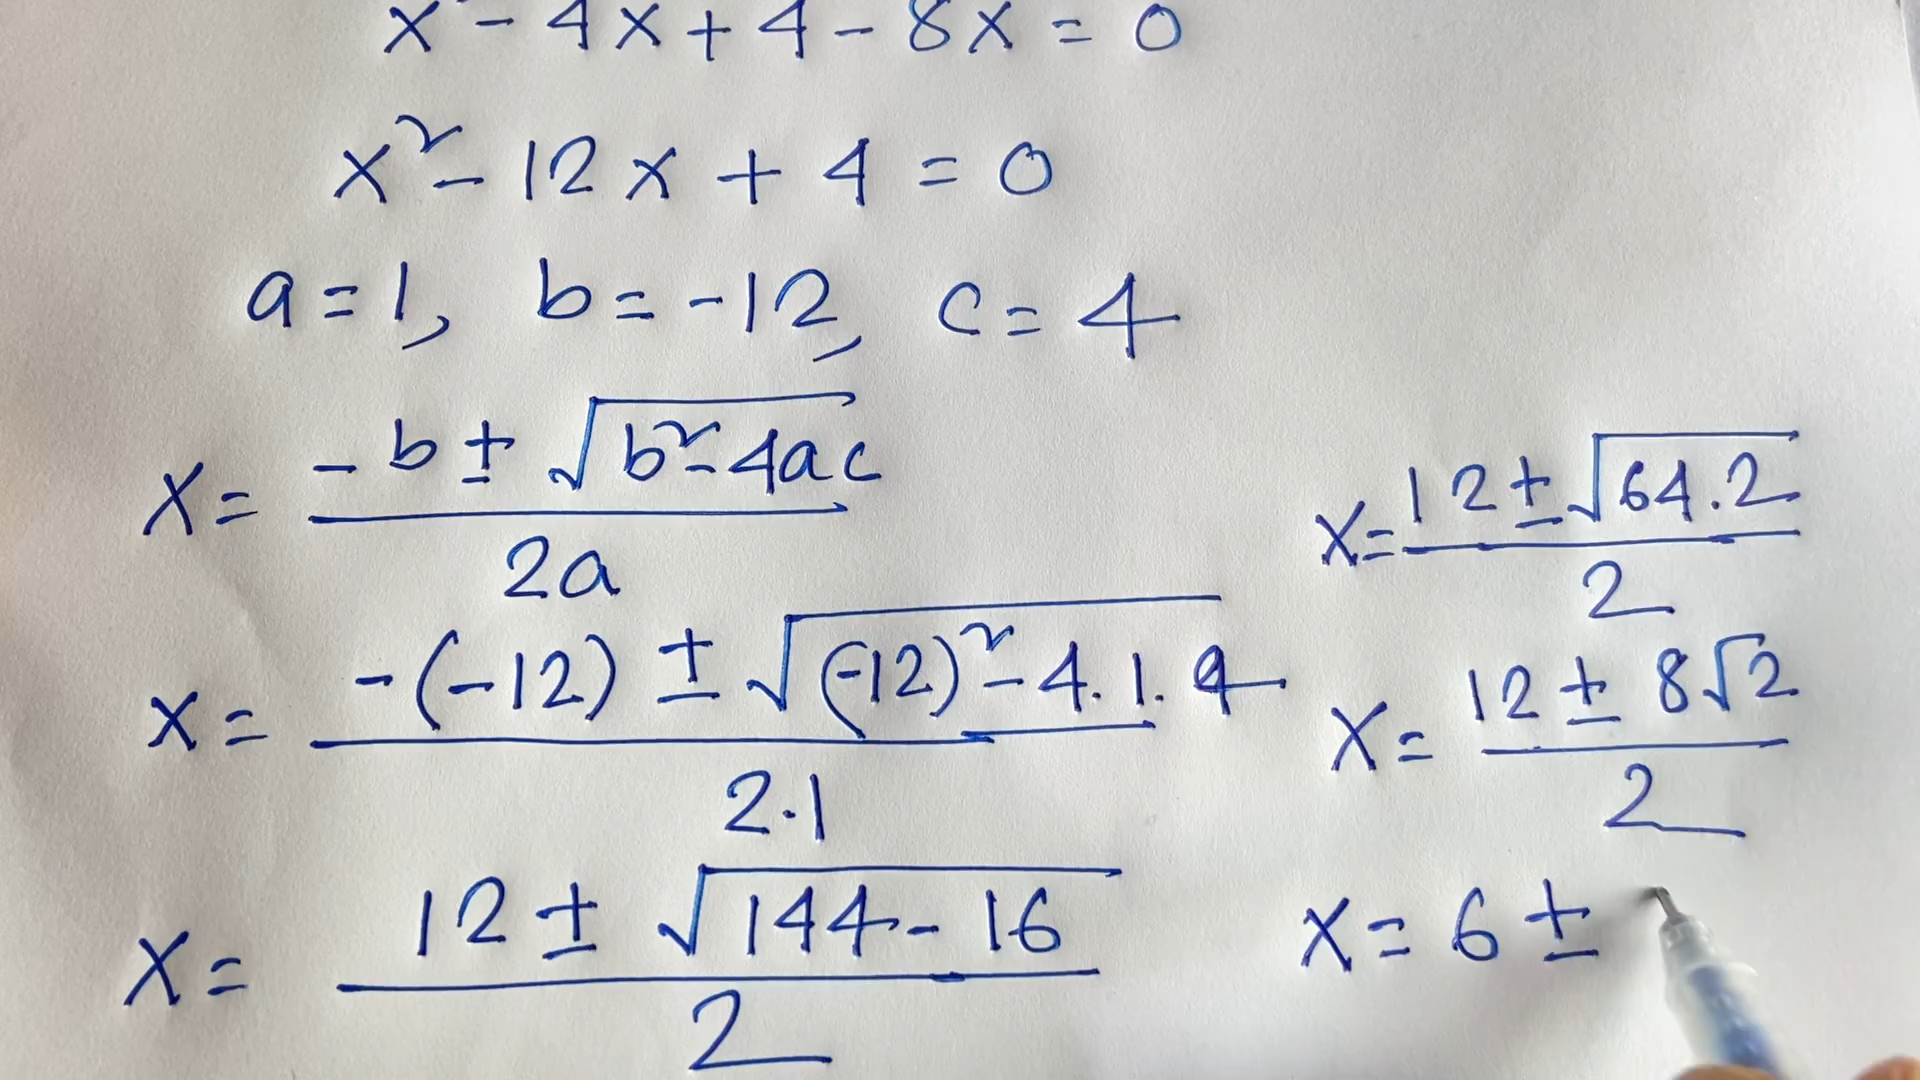 x² - 4x + 4 - 8x = 0
x² - 12x + 4 = 0
a = 1, b = -12, c = 4
x = (-b ± √(b² - 4ac)) / 2a
x = (-(-12) ± √((-12)² - 4.1.4)) / 2·1
x = (12 ± √(144 - 16)) / 2
x = (12 ± √(64.2)) / 2
x = (12 ± 8√2) / 2
x = 6 ±